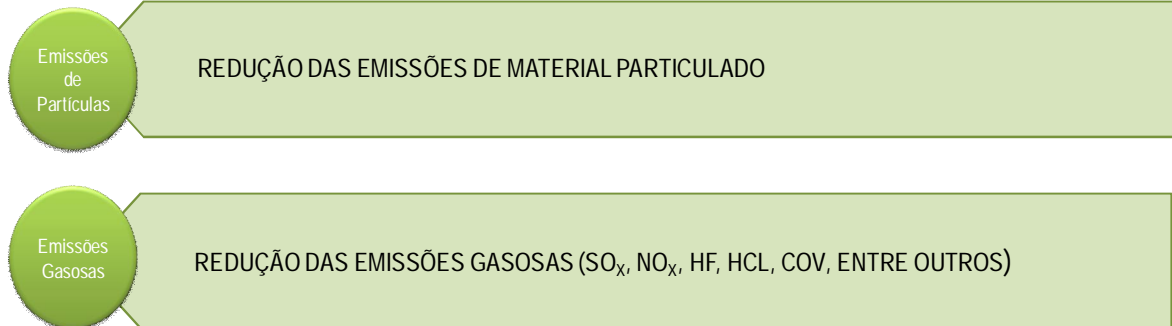 Emissões
de
Partículas
REDUÇÃO DAS EMISSÕES DE MATERIAL PARTICULADO
Emissões
Gasosas
REDUÇÃO DAS EMISSÕES GASOSAS (SOX, NOX, HF, HCL, COV, ENTRE OUTROS)